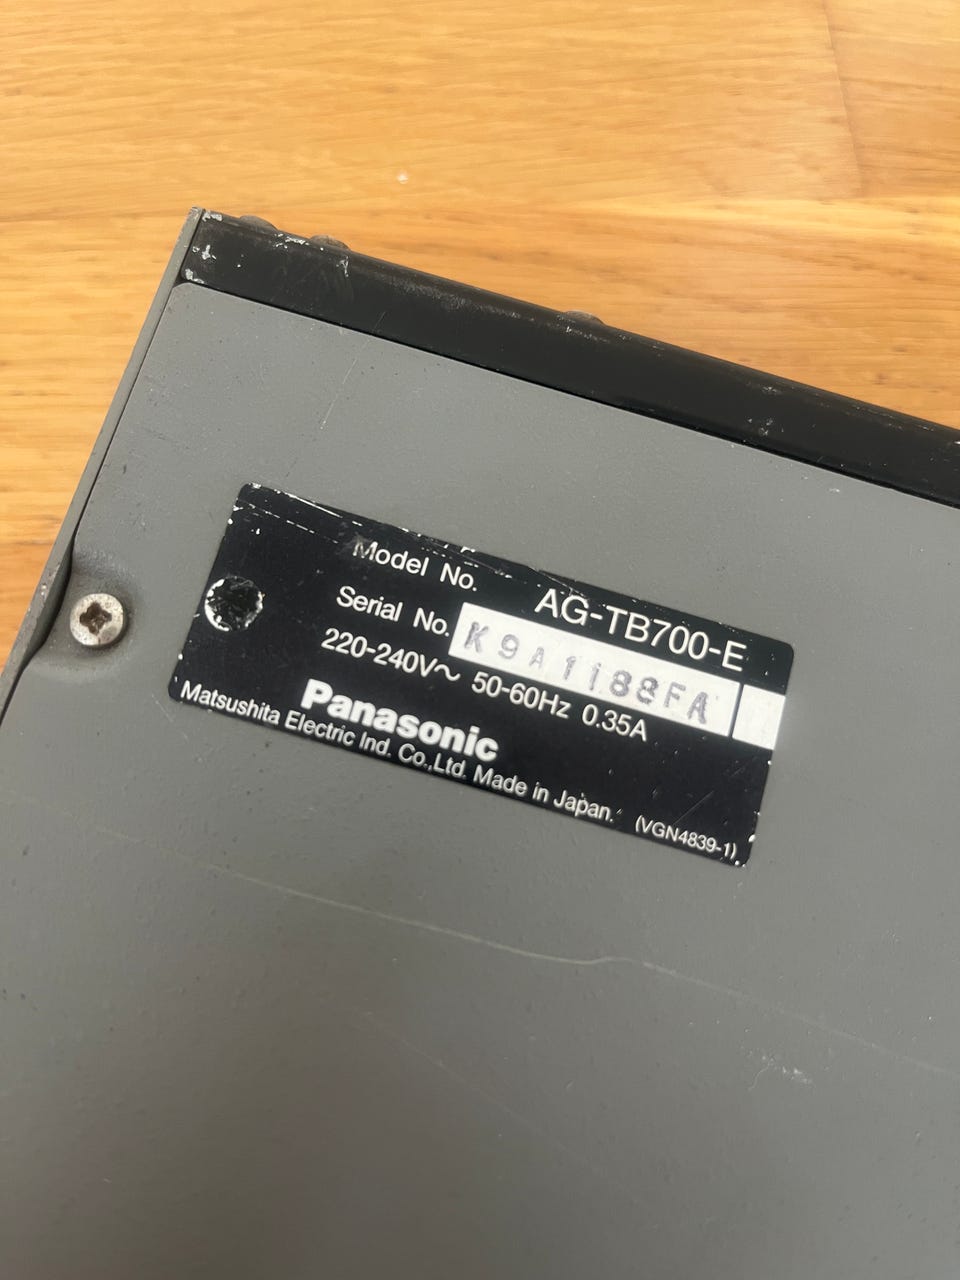 Model No. AG-TB700-E
Serial No. K9A1188FA
220-240V~ 50-60Hz 0.35A
Panasonic
Matsushita Electric Ind. Co.,Ltd. Made in Japan. (VGN4839-1)